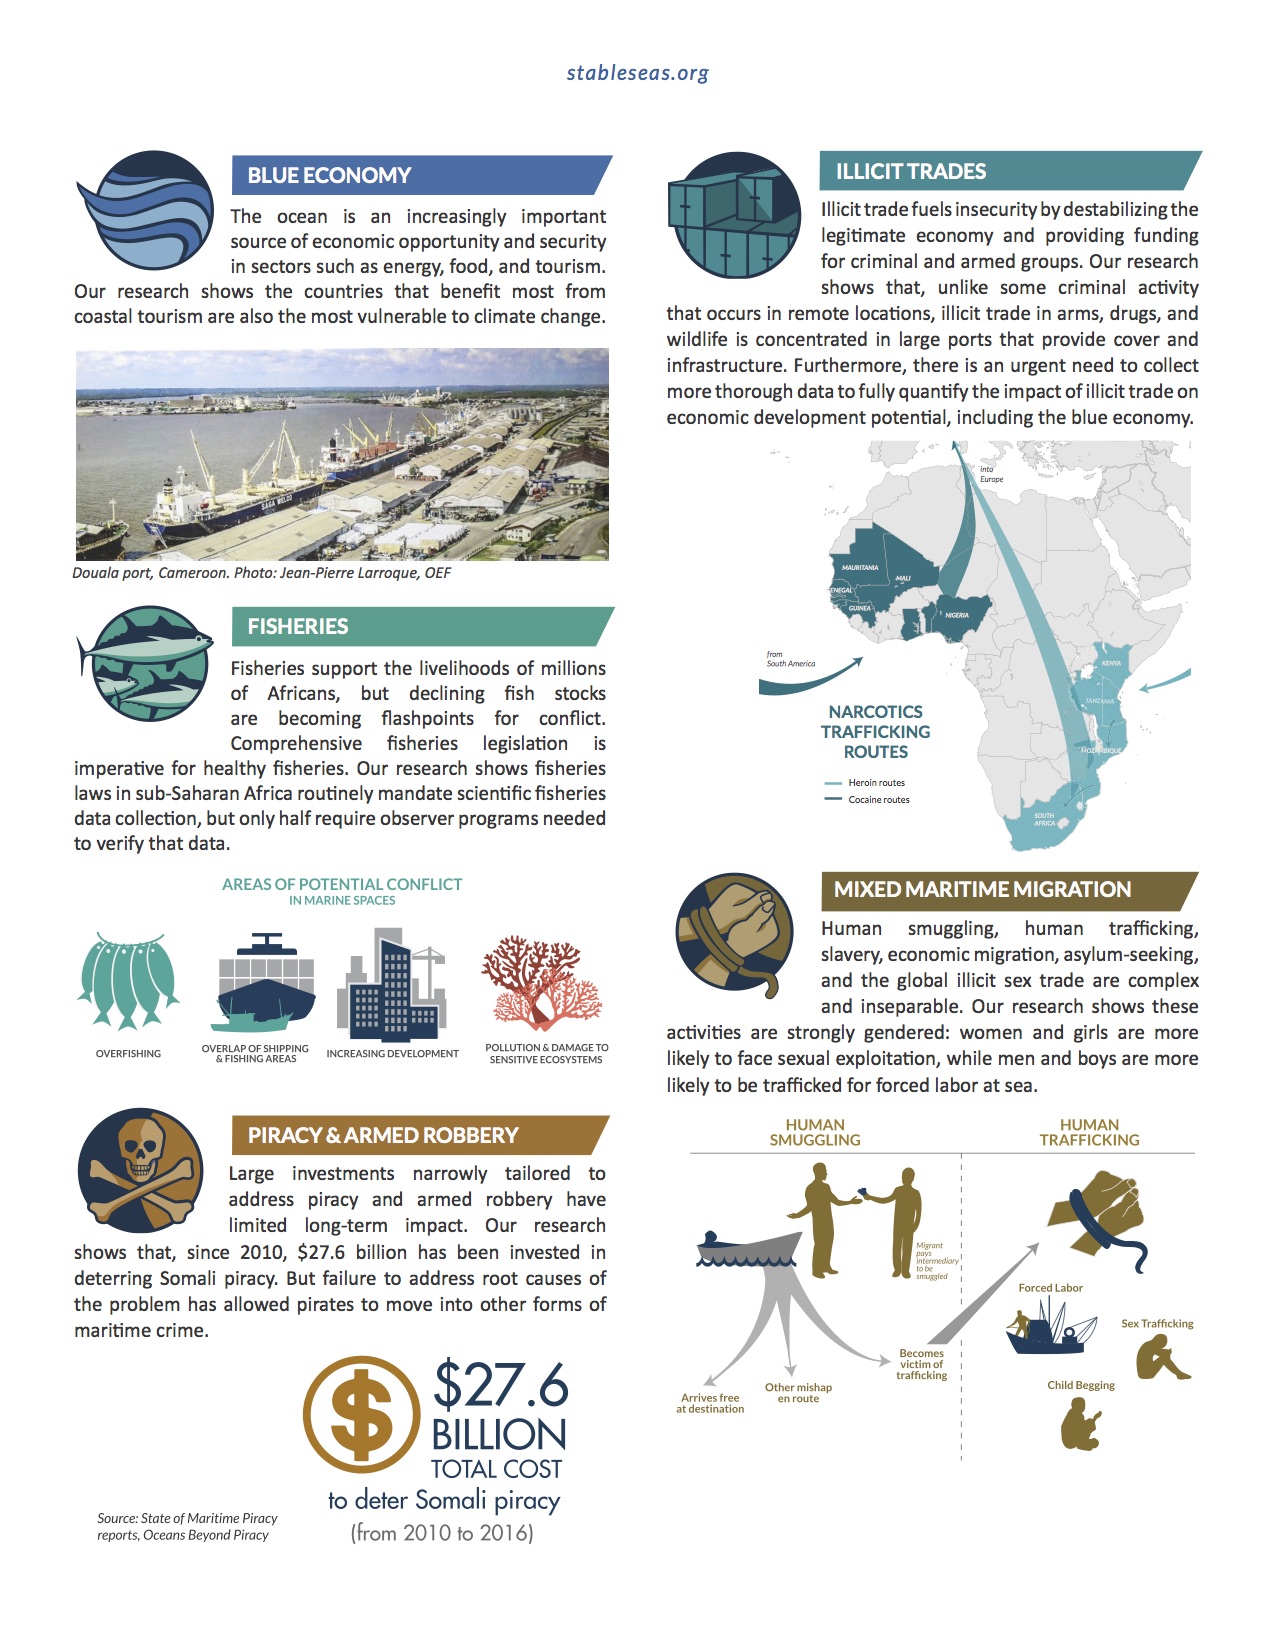 stableseas.org
BLUE ECONOMY
The ocean is an increasingly important
source of economic opportunity and security
in sectors such as energy, food, and tourism.
Our research shows the countries that benefit most from
coastal tourism are also the most vulnerable to climate change.
SAGA WELCO
Douala port, Cameroon. Photo: Jean-Pierre Larroque, OEF
FISHERIES
Fisheries support the livelihoods of millions
of Africans, but declining fish stocks
are becoming flashpoints for conflict.
Comprehensive fisheries legislation is
imperative for healthy fisheries. Our research shows fisheries
laws in sub-Saharan Africa routinely mandate scientific fisheries
data collection, but only half require observer programs needed
to verify that data.
AREAS OF POTENTIAL CONFLICT
IN MARINE SPACES
OVERFISHING
OVERLAP OF SHIPPING
& FISHING AREAS
INCREASING DEVELOPMENT
POLLUTION & DAMAGE TO
SENSITIVE ECOSYSTEMS
PIRACY & ARMED ROBBERY
Large investments narrowly tailored to
address piracy and armed robbery have
limited long-term impact. Our research
shows that, since 2010, $27.6 billion has been invested in
deterring Somali piracy. But failure to address root causes of
the problem has allowed pirates to move into other forms of
maritime crime.
$
$27.6
BILLION
TOTAL COST
to deter Somali piracy
(from 2010 to 2016)
Source: State of Maritime Piracy
reports, Oceans Beyond Piracy
ILLICIT TRADES
Illicit trade fuels insecurity by destabilizing the
legitimate economy and providing funding
for criminal and armed groups. Our research
shows that, unlike some criminal activity
that occurs in remote locations, illicit trade in arms, drugs, and
wildlife is concentrated in large ports that provide cover and
infrastructure. Furthermore, there is an urgent need to collect
more thorough data to fully quantify the impact of illicit trade on
economic development potential, including the blue economy.
into
Europe
MAURITANIA
MALI
ENEGAL
GUINEA
NIGERIA
from
South America
KENYA
TANZANIA
MOZAMBIQUE
SOUTH
AFRICA
NARCOTICS
TRAFFICKING
ROUTES
Heroin routes
Cocaine routes
MIXED MARITIME MIGRATION
Human smuggling, human trafficking,
slavery, economic migration, asylum-seeking,
and the global illicit sex trade are complex
and inseparable. Our research shows these
activities are strongly gendered: women and girls are more
likely to face sexual exploitation, while men and boys are more
likely to be trafficked for forced labor at sea.
HUMAN
SMUGGLING
HUMAN
TRAFFICKING
Migrant
pays
intermediary
to be
smuggled
Forced Labor
Sex Trafficking
Becomes
victim of
trafficking
Other mishap
en route
Arrives free
at destination
Child Begging